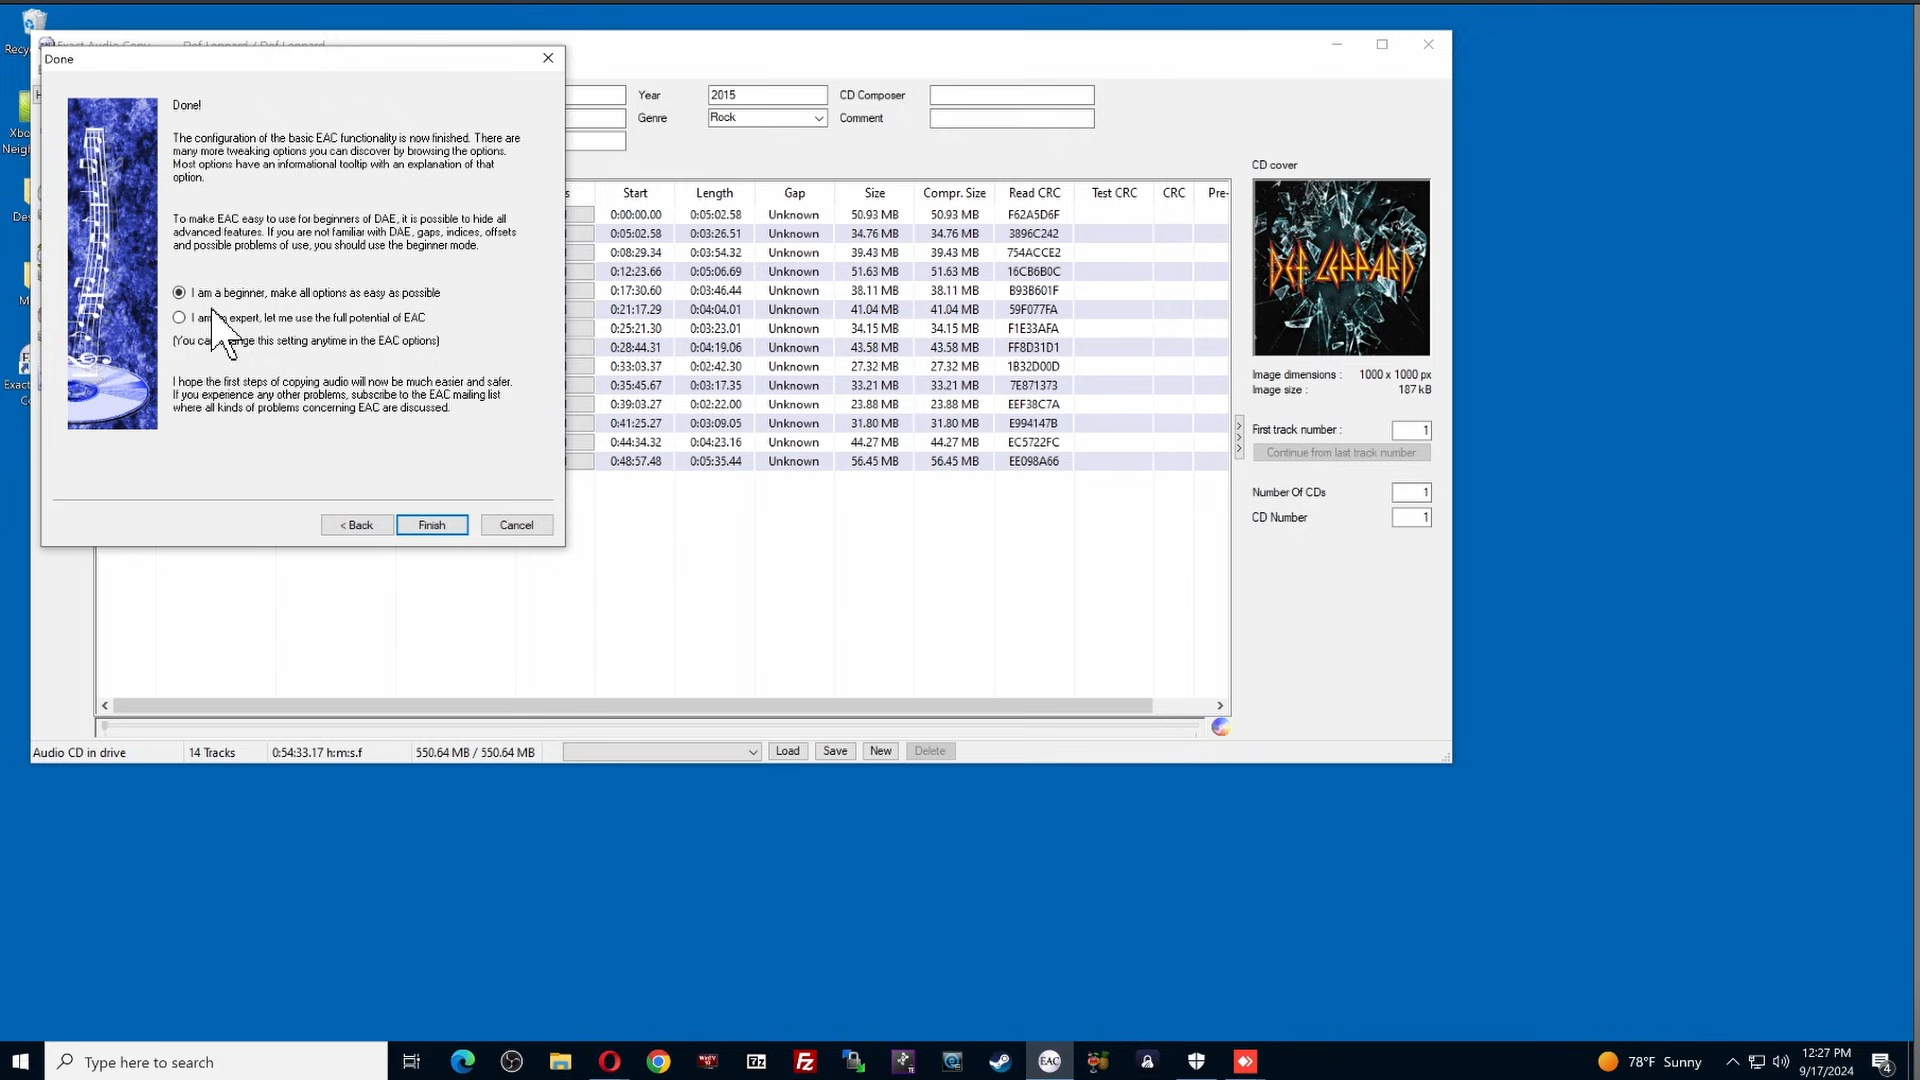 Exact Audio Copy Def Leppard / Def Leppard
Done
Done!
The configuration of the basic EAC functionality is now finished. There are
many more tweaking options you can discover by browsing the options.
Most options have an informational tooltip with an explanation of that
option.
To make EAC easy to use for beginners of DAE, it is possible to hide all
advanced features. If you are not familiar with DAE, gaps, indices, offsets
and possible problems of use, you should use the beginner mode.
I am a beginner, make all options as easy as possible
I am expert, let me use the full potential of EAC
(You ca this setting anytime in the EAC options)
I hope the first steps of copying audio will now be much easier and safer.
If you experience any other problems, subscribe to the EAC mailing list
where all kinds of problems concerning EAC are discussed.
< Back Finish Cancel
Year 2015 CD Composer
Genre Rock Comment
Start Length Gap Size Compr. Size Read CRC Test CRC CRC Pre-
0:00:00.00 0:05:02.58 Unknown 50.93 MB 50.93 MB F62A5D6F
0:05:02.58 0:03:26.51 Unknown 34.76 MB 34.76 MB 3896C242
0:08:29.34 0:03:54.32 Unknown 39.43 MB 39.43 MB 754ACCE2
0:12:23.66 0:05:06.69 Unknown 51.63 MB 51.63 MB 16CB6B0C
0:17:30.60 0:03:46.44 Unknown 38.11 MB 38.11 MB B93B601F
0:21:17.29 0:04:04.01 Unknown 41.04 MB 41.04 MB 59F077FA
0:25:21.30 0:03:23.01 Unknown 34.15 MB 34.15 MB F1E33AFA
0:28:44.31 0:04:19.06 Unknown 43.58 MB 43.58 MB FF8D31D1
0:33:03.37 0:02:42.30 Unknown 27.32 MB 27.32 MB 1B32D00D
0:35:45.67 0:03:17.35 Unknown 33.21 MB 33.21 MB 7E871373
0:39:03.27 0:02:22.00 Unknown 23.88 MB 23.88 MB EEF38C7A
0:41:25.27 0:03:09.05 Unknown 31.80 MB 31.80 MB E994147B
0:44:34.32 0:04:23.16 Unknown 44.27 MB 44.27 MB EC5722FC
0:48:57.48 0:05:35.44 Unknown 56.45 MB 56.45 MB EE098A66
CD cover
DEF LEPPARD
Image dimensions : 1000 x 1000 px
Image size : 187 kB
First track number : 1
Continue from last track number
Number Of CDs 1
CD Number 1
Audio CD in drive 14 Tracks 0:54:33.17 h:m:s.f 550.64 MB / 550.64 MB Load Save New Delete
Type here to search
78°F Sunny
12:27 PM
9/17/2024
4